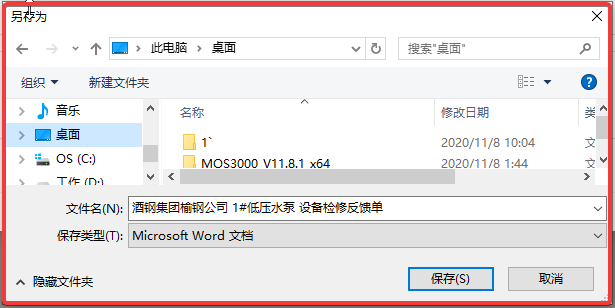 另存为
此电脑 桌面
搜索"桌面"
组织 新建文件夹
音乐
桌面
OS (C:)
工作 (D:)
名称 修改日期 类
1` 2020/11/8 10:04 文
MOS3000_V11.8.1_x64 2020/11/8 1:44 文
文件名(N): 酒钢集团榆钢公司 1#低压水泵 设备检修反馈单
保存类型(T): Microsoft Word 文档
隐藏文件夹 保存(S) 取消